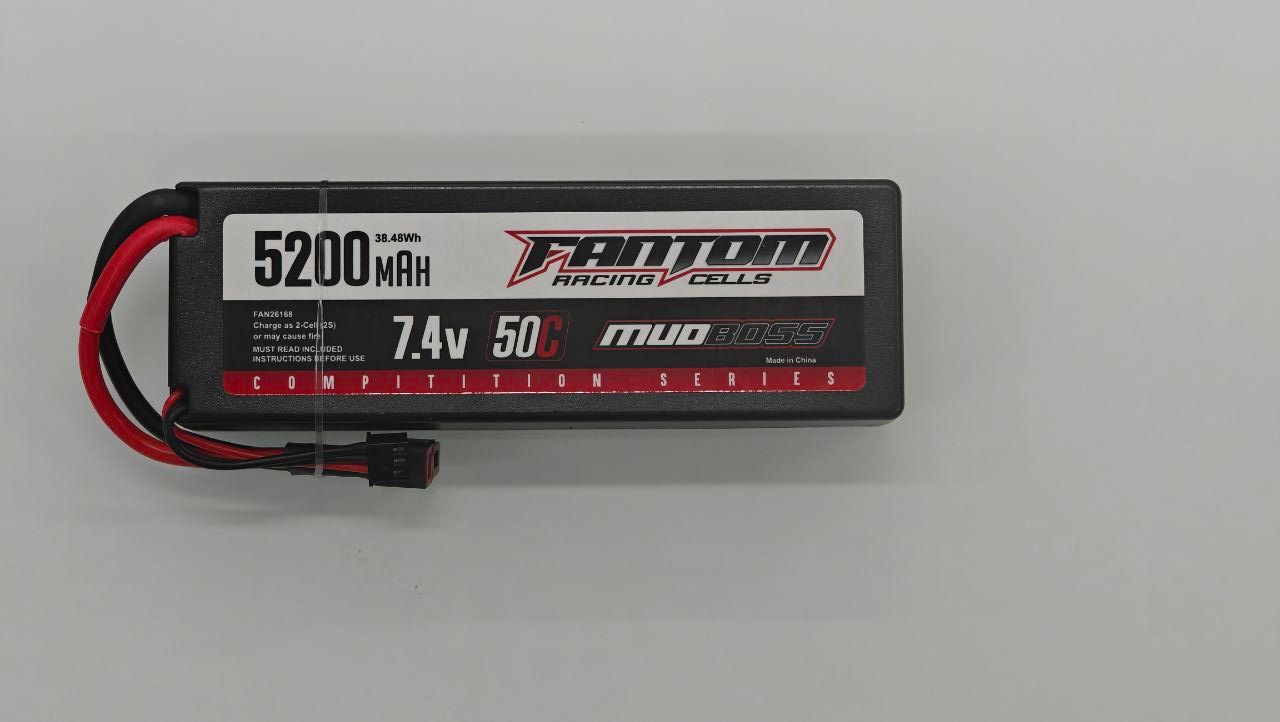 5200 MAH
38.48Wh
FANTOM
RACING CELLS
FAN26168
Charge as 2-Cell (2S)
or may cause fire
MUST READ INCLUDED
INSTRUCTIONS BEFORE USE
7.4v
50C
MUDBOSS
Made in China
COMPITITION SERIES